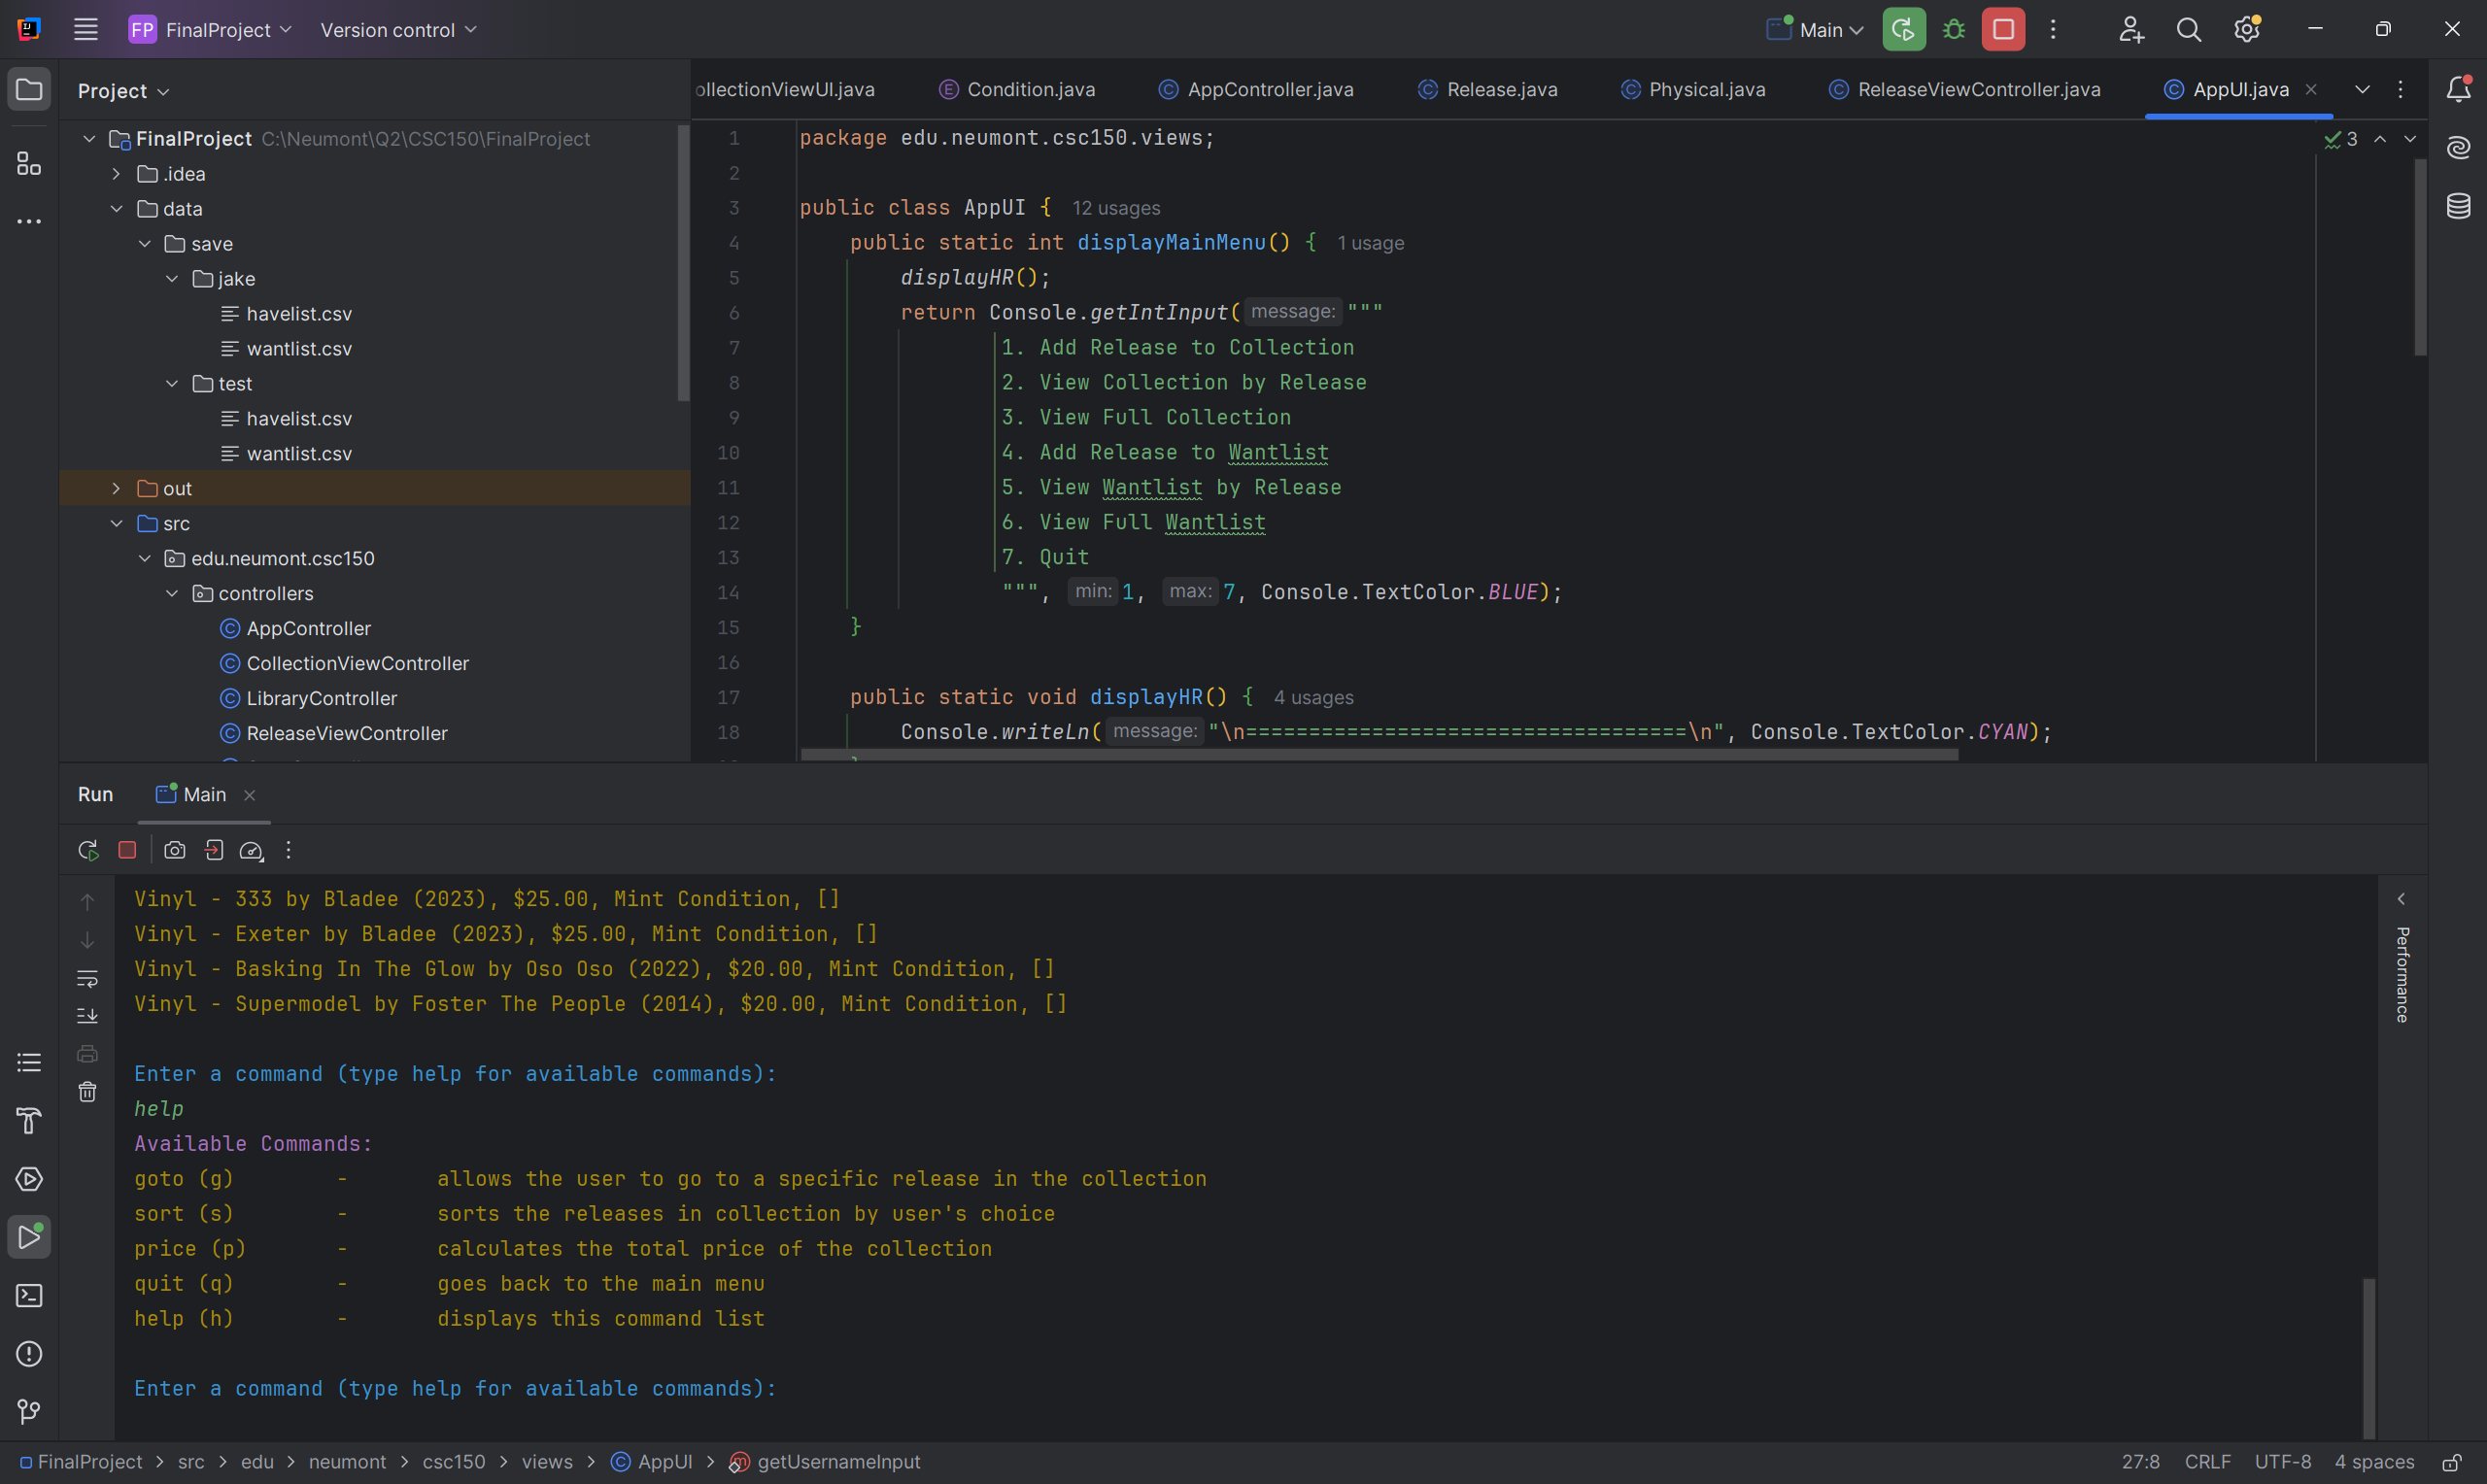 FP FinalProject Version control Main
Project
FinalProject C:\Neumont\Q2\CSC150\FinalProject
.idea
data
save
jake
havelist.csv
wantlist.csv
test
havelist.csv
wantlist.csv
out
src
edu.neumont.csc150
controllers
AppController
CollectionViewController
LibraryController
ReleaseViewController
ollectionViewUI.java Condition.java AppController.java Release.java Physical.java ReleaseViewController.java AppUI.java
3
1 package edu.neumont.csc150.views;
2
3 public class AppUI { 12 usages
4 public static int displayMainMenu() { 1 usage
5 displayHR();
6 return Console.getIntInput( message: """
7 1. Add Release to Collection
8 2. View Collection by Release
9 3. View Full Collection
10 4. Add Release to Wantlist
11 5. View Wantlist by Release
12 6. View Full Wantlist
13 7. Quit
14 """, min: 1, max: 7, Console.TextColor.BLUE);
15 }
16
17 public static void displayHR() { 4 usages
18 Console.writeLn( message: "\n===================================\n", Console.TextColor.CYAN);
Run Main
Vinyl - 333 by Bladee (2023), $25.00, Mint Condition, []
Vinyl - Exeter by Bladee (2023), $25.00, Mint Condition, []
Vinyl - Basking In The Glow by Oso Oso (2022), $20.00, Mint Condition, []
Vinyl - Supermodel by Foster The People (2014), $20.00, Mint Condition, []
Enter a command (type help for available commands):
help
Available Commands:
goto (g) - allows the user to go to a specific release in the collection
sort (s) - sorts the releases in collection by user's choice
price (p) - calculates the total price of the collection
quit (q) - goes back to the main menu
help (h) - displays this command list
Enter a command (type help for available commands):
Performance
FinalProject > src > edu > neumont > csc150 > views > AppUI > getUsernameInput 27:8 CRLF UTF-8 4 spaces